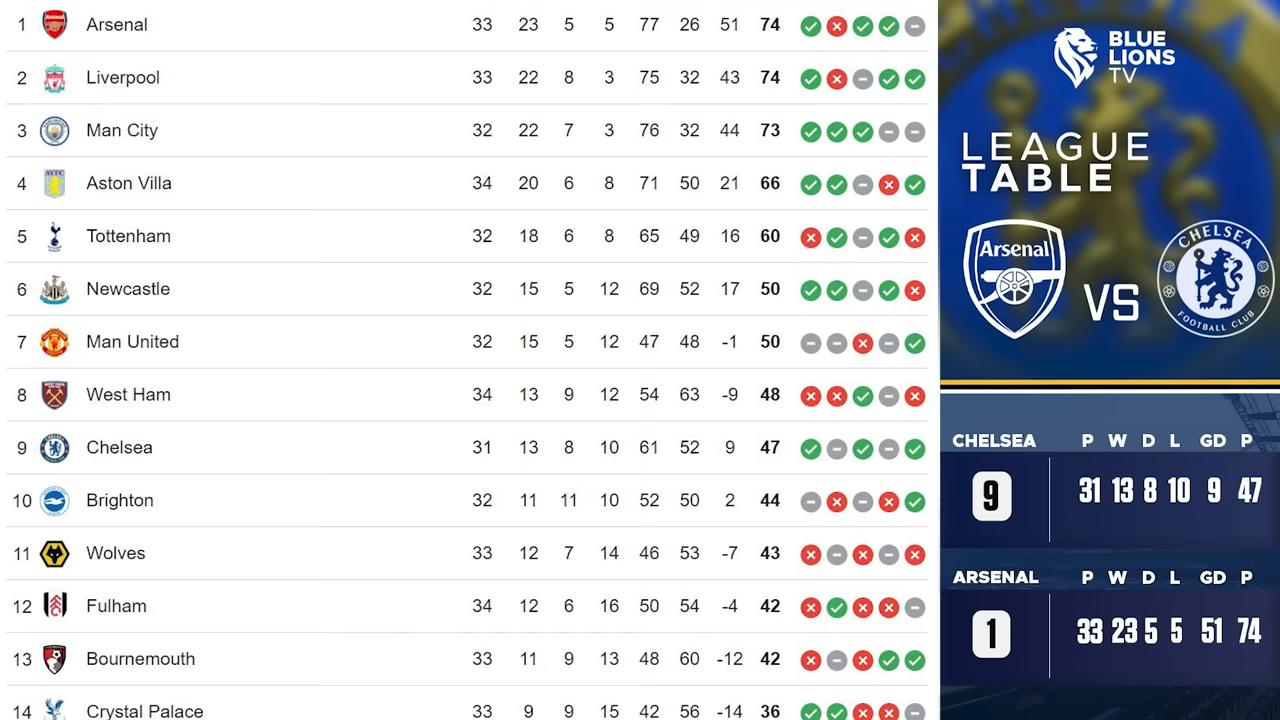 1 Arsenal 33 23 5 5 77 26 51 74
2 Liverpool 33 22 8 3 75 32 43 74
3 Man City 32 22 7 3 76 32 44 73
4 AVFC Aston Villa 34 20 6 8 71 50 21 66
5 Tottenham 32 18 6 8 65 49 16 60
6 Newcastle 32 15 5 12 69 52 17 50
7 Man United 32 15 5 12 47 48 -1 50
8 West Ham 34 13 9 12 54 63 -9 48
9 Chelsea 31 13 8 10 61 52 9 47
10 Brighton 32 11 11 10 52 50 2 44
11 Wolves 33 12 7 14 46 53 -7 43
12 Fulham 34 12 6 16 50 54 -4 42
13 Bournemouth 33 11 9 13 48 60 -12 42
14 Crystal Palace 33 9 9 15 42 56 -14 36
BLUE
LIONS
TV
LEAGUE
TABLE
Arsenal
VS
CHELSEA
FOOTBALL CLUB
CHELSEA P W D L GD P
9 31 13 8 10 9 47
ARSENAL P W D L GD P
1 33 23 5 5 51 74